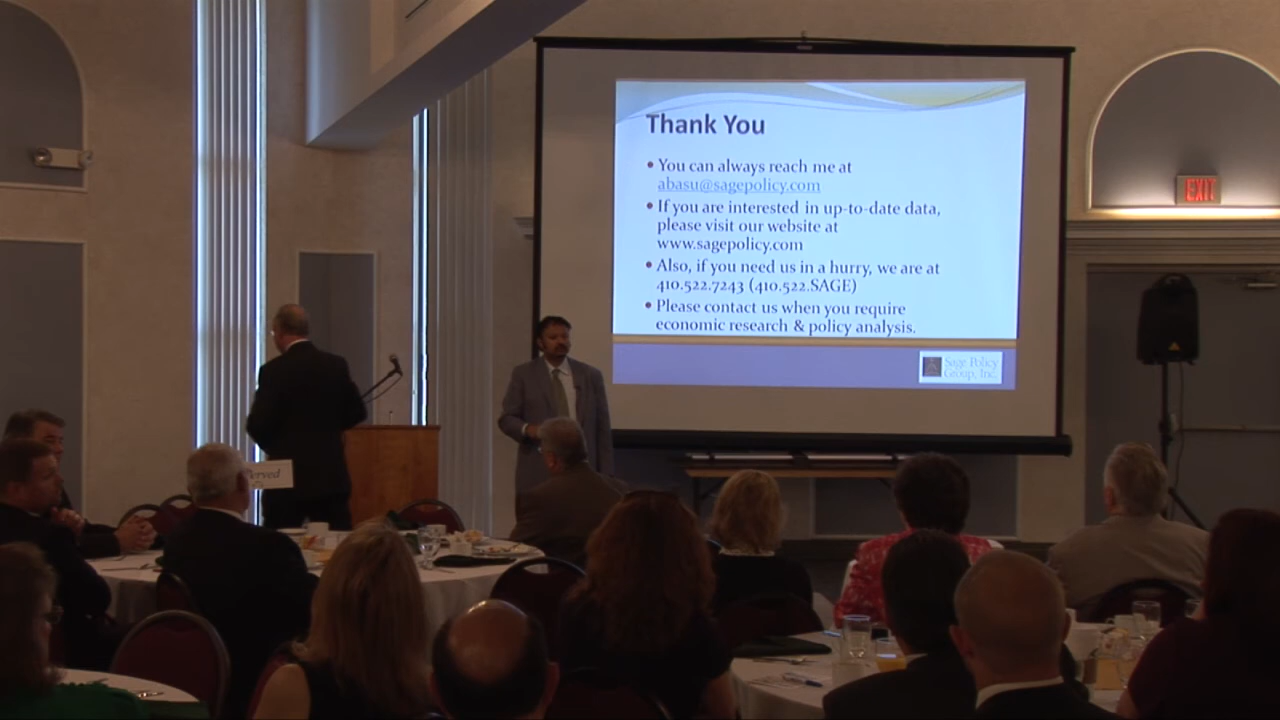 Thank You
• You can always reach me at
abasu@sagepolicy.com
• If you are interested in up-to-date data,
please visit our website at
www.sagepolicy.com
• Also, if you need us in a hurry, we are at
410.522.7243 (410.522.SAGE)
• Please contact us when you require
economic research & policy analysis.
Sage Policy
Group, Inc.
EXIT
erved